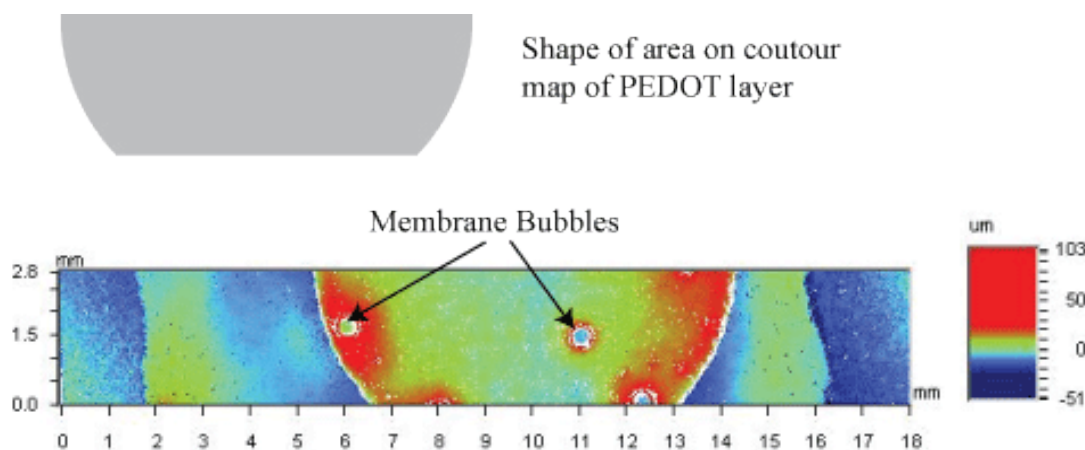 Shape of area on coutour
map of PEDOT layer
Membrane Bubbles
um
mm
103
2.8
50
1.5
0
mm
0.0
-51
0 1 2 3 4 5 6 7 8 9 10 11 12 13 14 15 16 17 18